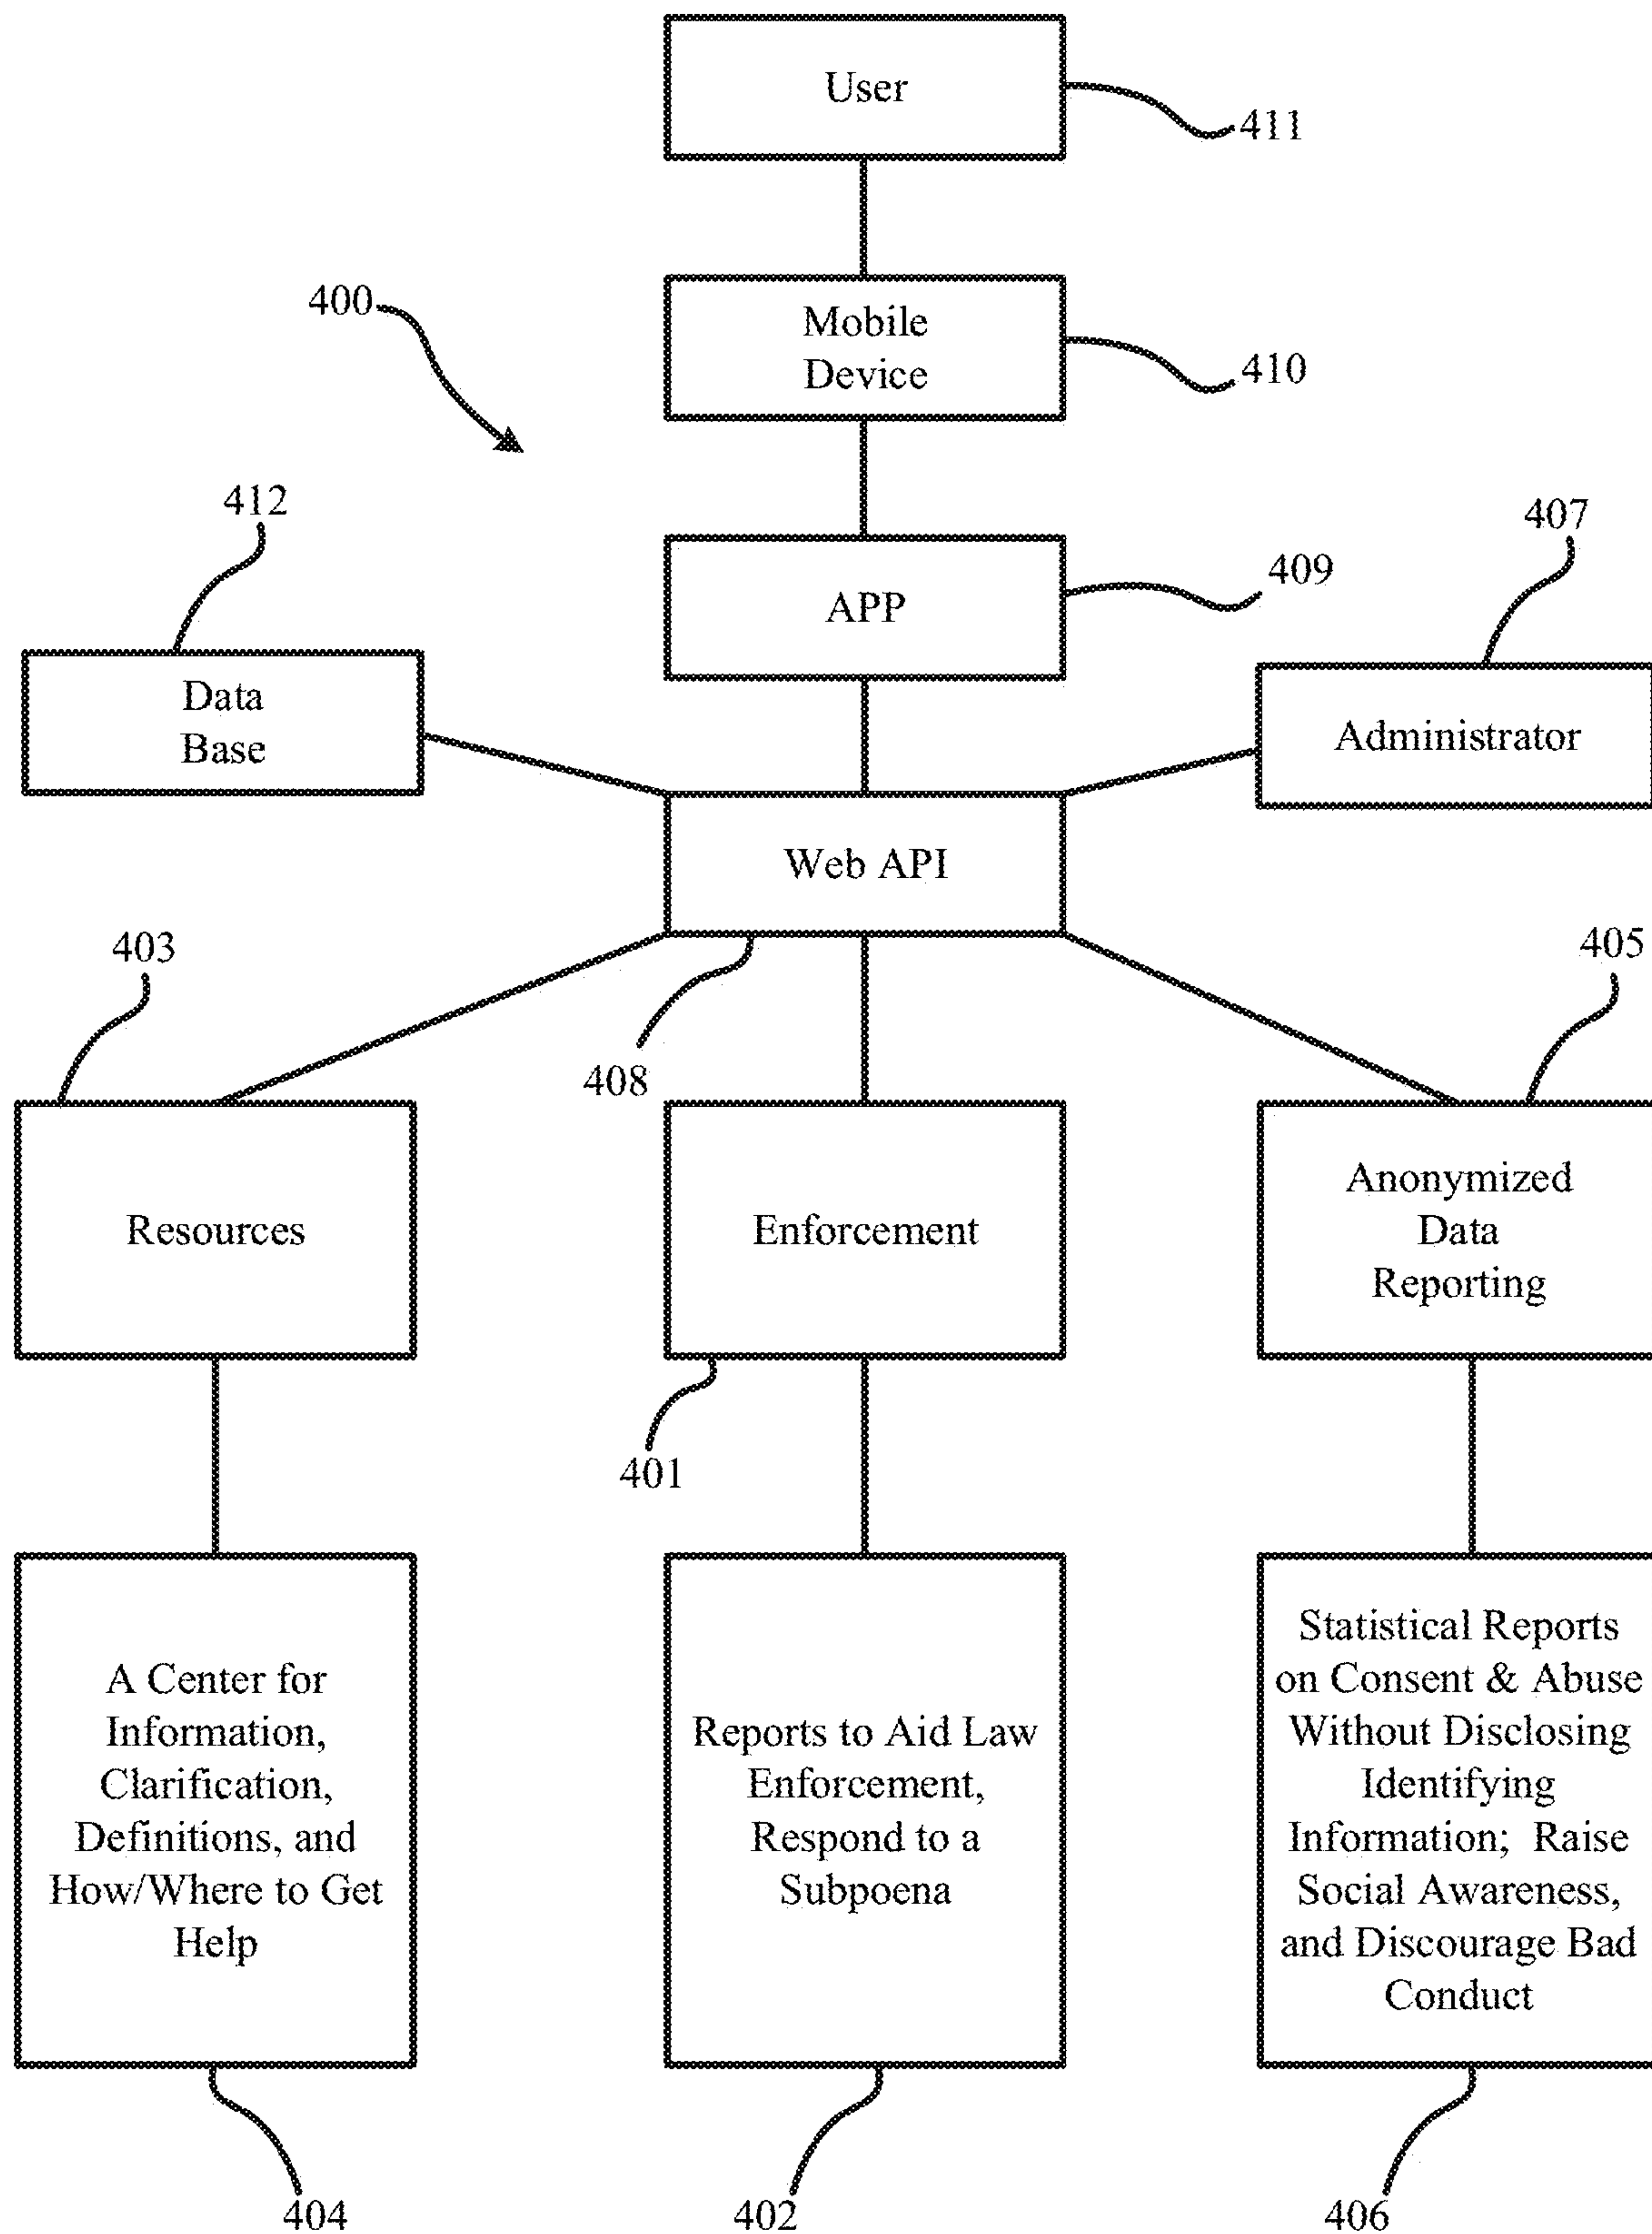 User
411
400
Mobile
Device
410
412
407
APP
409
Data
Base
Administrator
Web API
403
405
408
Resources
Enforcement
Anonymized
Data
Reporting
401
A Center for
Information,
Clarification,
Definitions, and
How/Where to Get
Help
Reports to Aid Law
Enforcement,
Respond to a
Subpoena
Statistical Reports
on Consent & Abuse
Without Disclosing
Identifying
Information; Raise
Social Awareness,
and Discourage Bad
Conduct
404
402
406